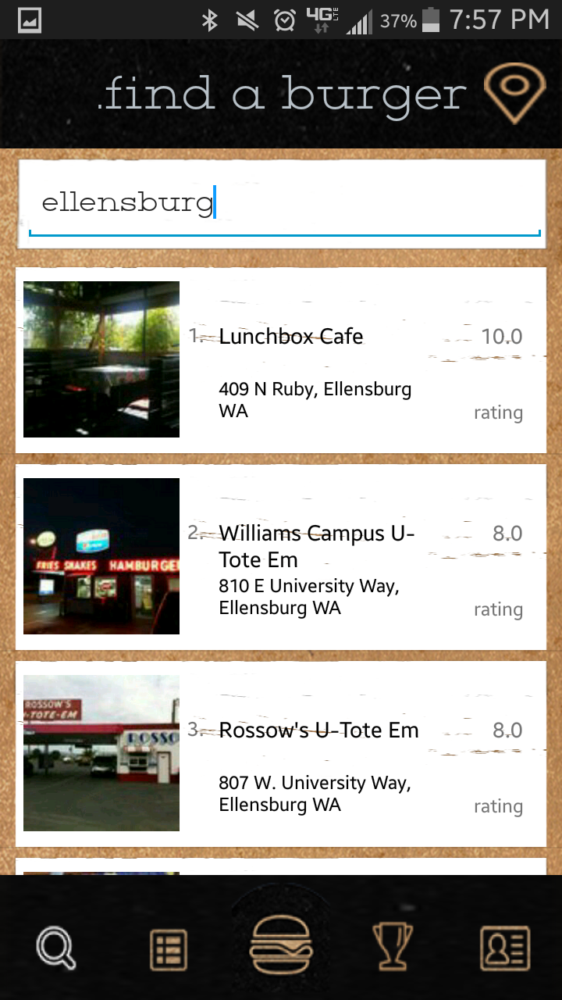 4G LTE 37% 7:57 PM
.find a burger
ellensburg
1. Lunchbox Cafe 10.0
409 N Ruby, Ellensburg
WA
rating
2. Williams Campus U-
Tote Em
8.0
810 E University Way,
Ellensburg WA
rating
FRIES SHAKES HAMBURGE
3. Rossow's U-Tote Em 8.0
807 W. University Way,
Ellensburg WA
rating
ROSSOW'S
U-TOTE-EM
ROSSO